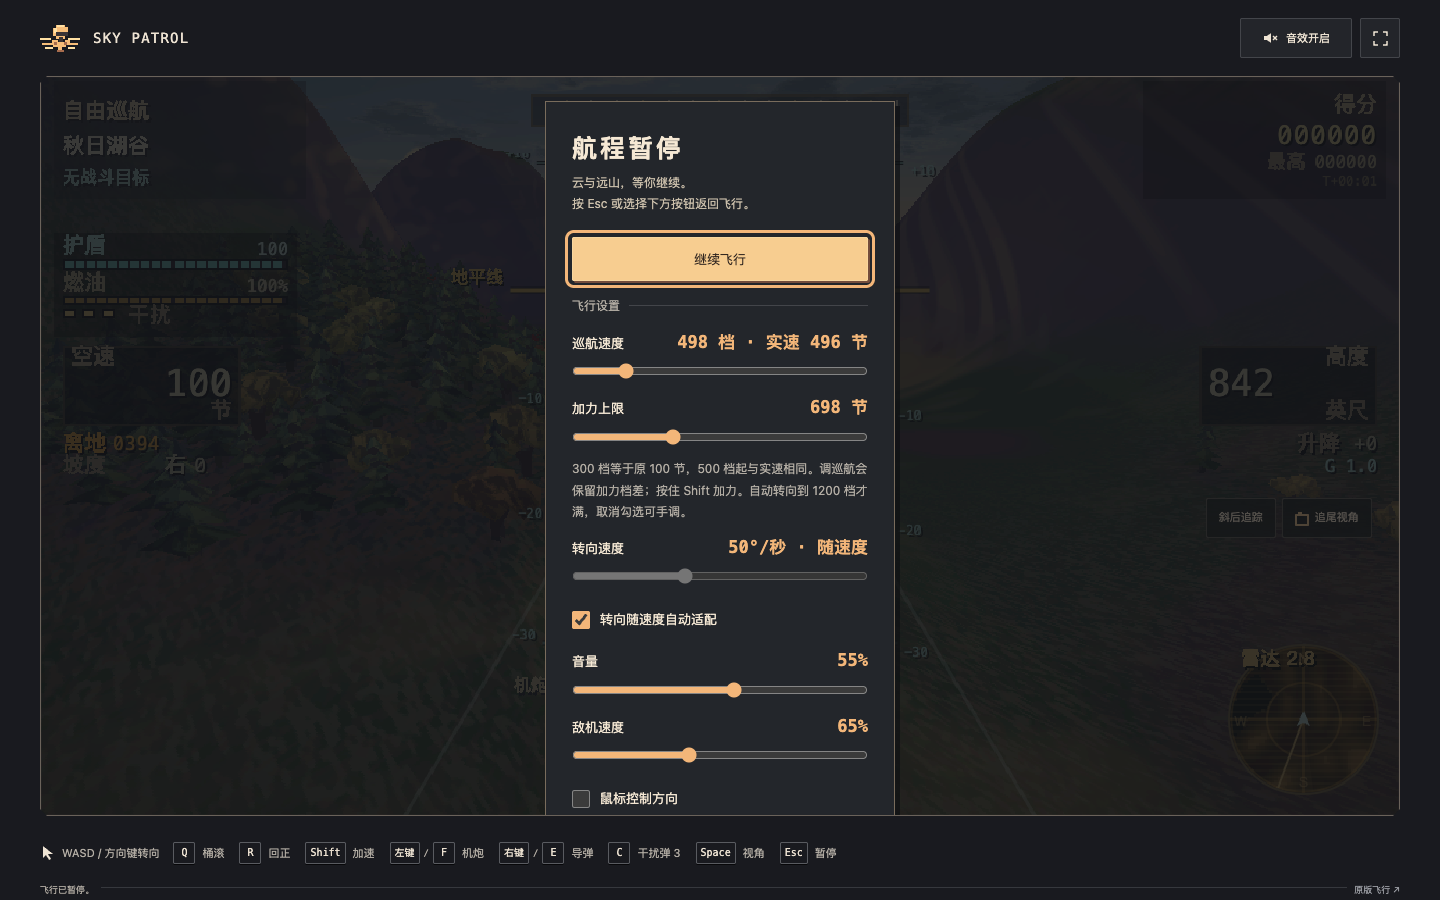 SKY PATROL
音效开启
自由巡航
秋日湖谷
无战斗目标
得分
000000
最高 000000
T+00:01
护盾 100
燃油 100%
干扰
空速
100
节
离地 0394
坡度 右 0
地平线
+10
-10
-10
-20
-20
-30
-30
机炮
高度
842
英尺
升降 +0
G 1.0
斜后追踪
追尾视角
雷达 2.8
W
E
S
航程暂停
云与远山，等你继续。
按 Esc 或选择下方按钮返回飞行。
继续飞行
飞行设置
巡航速度 498 档 · 实速 496 节
加力上限 698 节
300 档等于原 100 节，500 档起与实速相同。调巡航会
保留加力档差；按住 Shift 加力。自动转向到 1200 档才
满，取消勾选可手调。
转向速度 50°/秒 · 随速度
转向随速度自动适配
音量 55%
敌机速度 65%
鼠标控制方向
WASD / 方向键转向 Q 桶滚 R 回正 Shift 加速 左键 / F 机炮 右键 / E 导弹 C 干扰弹 3 Space 视角 Esc 暂停
飞行已暂停。
原版飞行 ↗